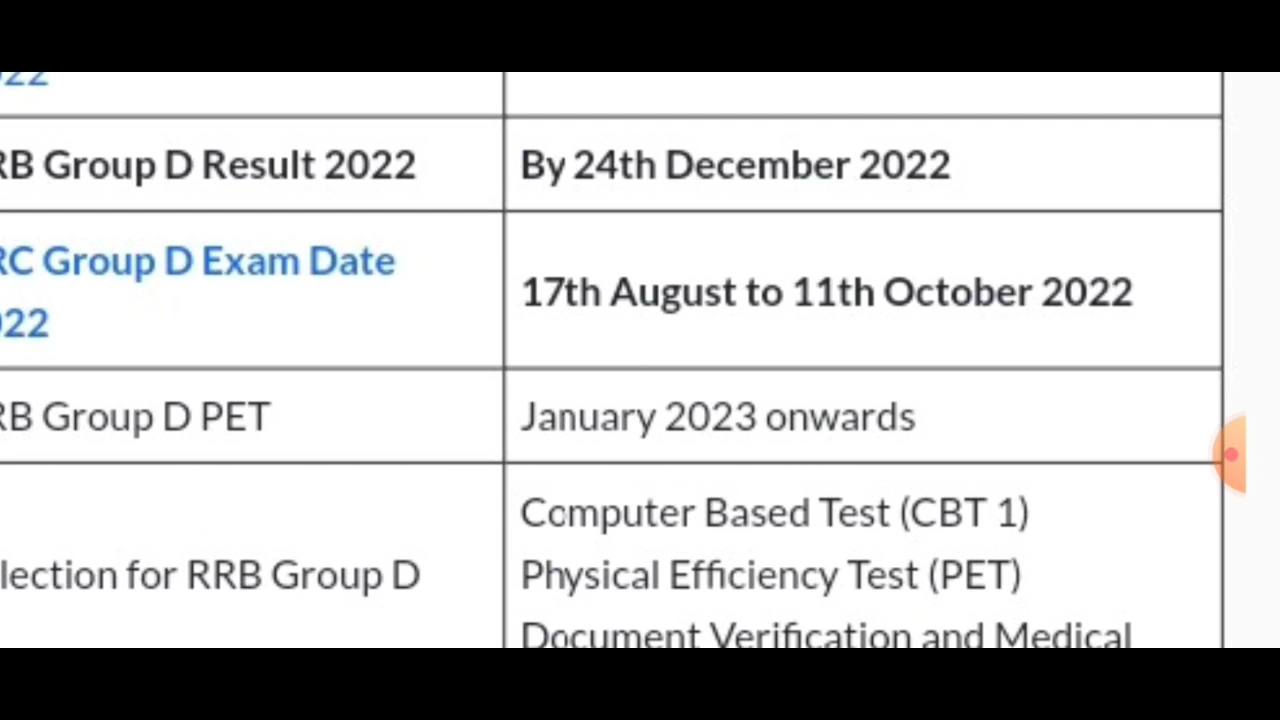 022
RB Group D Result 2022 By 24th December 2022
RC Group D Exam Date
022 17th August to 11th October 2022
RB Group D PET January 2023 onwards
lection for RRB Group D Computer Based Test (CBT 1)
Physical Efficiency Test (PET)
Document Verification and Medical